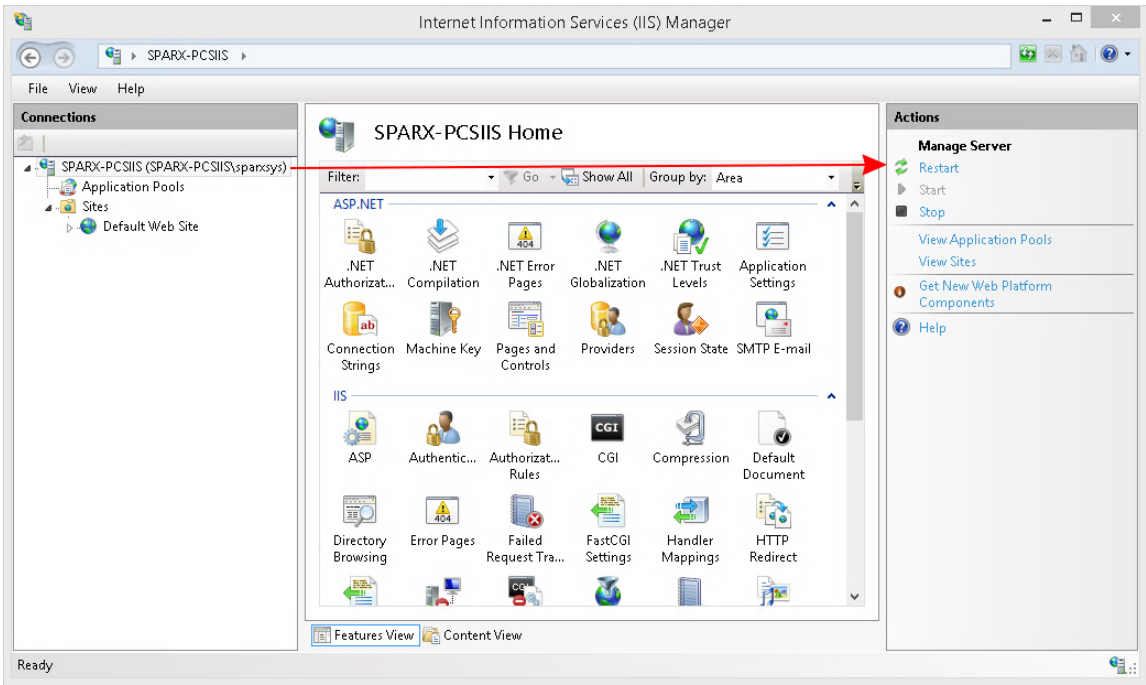 Internet Information Services (IIS) Manager
SPARX-PCSIIS
File View Help
Connections
SPARX-PCSIIS (SPARX-PCSIIS\sparxsys)
Application Pools
Sites
Default Web Site
SPARX-PCSIIS Home
Filter: Go Show All Group by: Area
ASP.NET
.NET Authorizat...
.NET Compilation
404
.NET Error Pages
.NET Globalization
.NET Trust Levels
Application Settings
ab
Connection Strings
Machine Key
Pages and Controls
Providers
Session State
SMTP E-mail
IIS
ASP
Authentic...
Authorizat... Rules
CGI
CGI
Compression
Default Document
Directory Browsing
404
Error Pages
Failed Request Tra...
FastCGI Settings
Handler Mappings
HTTP Redirect
Features View Content View
Actions
Manage Server
Restart
Start
Stop
View Application Pools
View Sites
Get New Web Platform
Components
Help
Ready